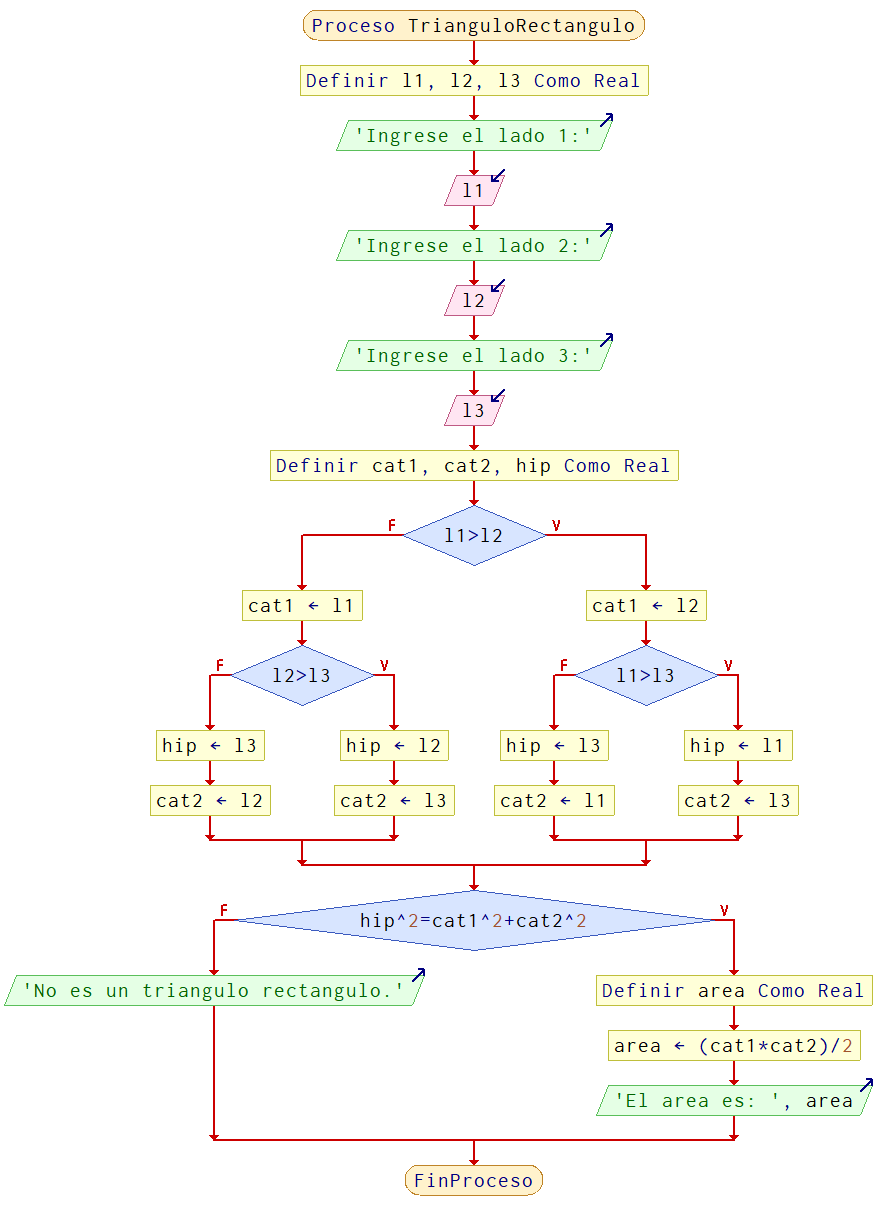 Proceso TrianguloRectangulo
Definir l1, l2, l3 Como Real
'Ingrese el lado 1:'
l1
'Ingrese el lado 2:'
l2
'Ingrese el lado 3:'
l3
Definir cat1, cat2, hip Como Real
F
V
l1>l2
cat1 ← l1
cat1 ← l2
F
V
F
V
l2>l3
l1>l3
hip ← l3
hip ← l2
hip ← l3
hip ← l1
cat2 ← l2
cat2 ← l3
cat2 ← l1
cat2 ← l3
F
V
hip^2=cat1^2+cat2^2
'No es un triangulo rectangulo.'
Definir area Como Real
area ← (cat1*cat2)/2
'El area es: ', area
FinProceso